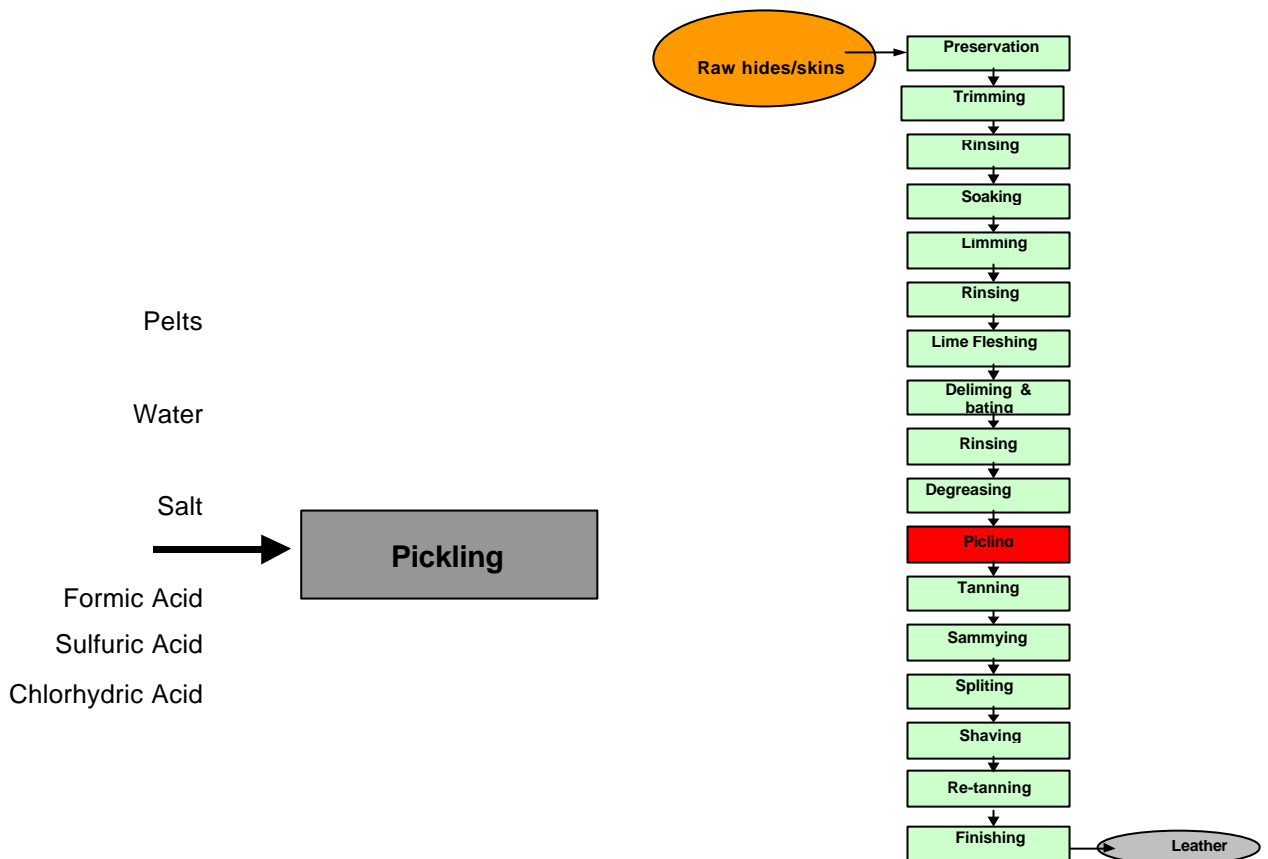 Pelts
Water
Salt
Formic Acid
Sulfuric Acid
Chlorhydric Acid
Pickling
Raw hides/skins
Preservation
Trimming
Rinsing
Soaking
Limming
Rinsing
Lime Fleshing
Deliming &
bating
Rinsing
Degreasing
Picling
Tanning
Sammying
Spliting
Shaving
Re-tanning
Finishing
Leather